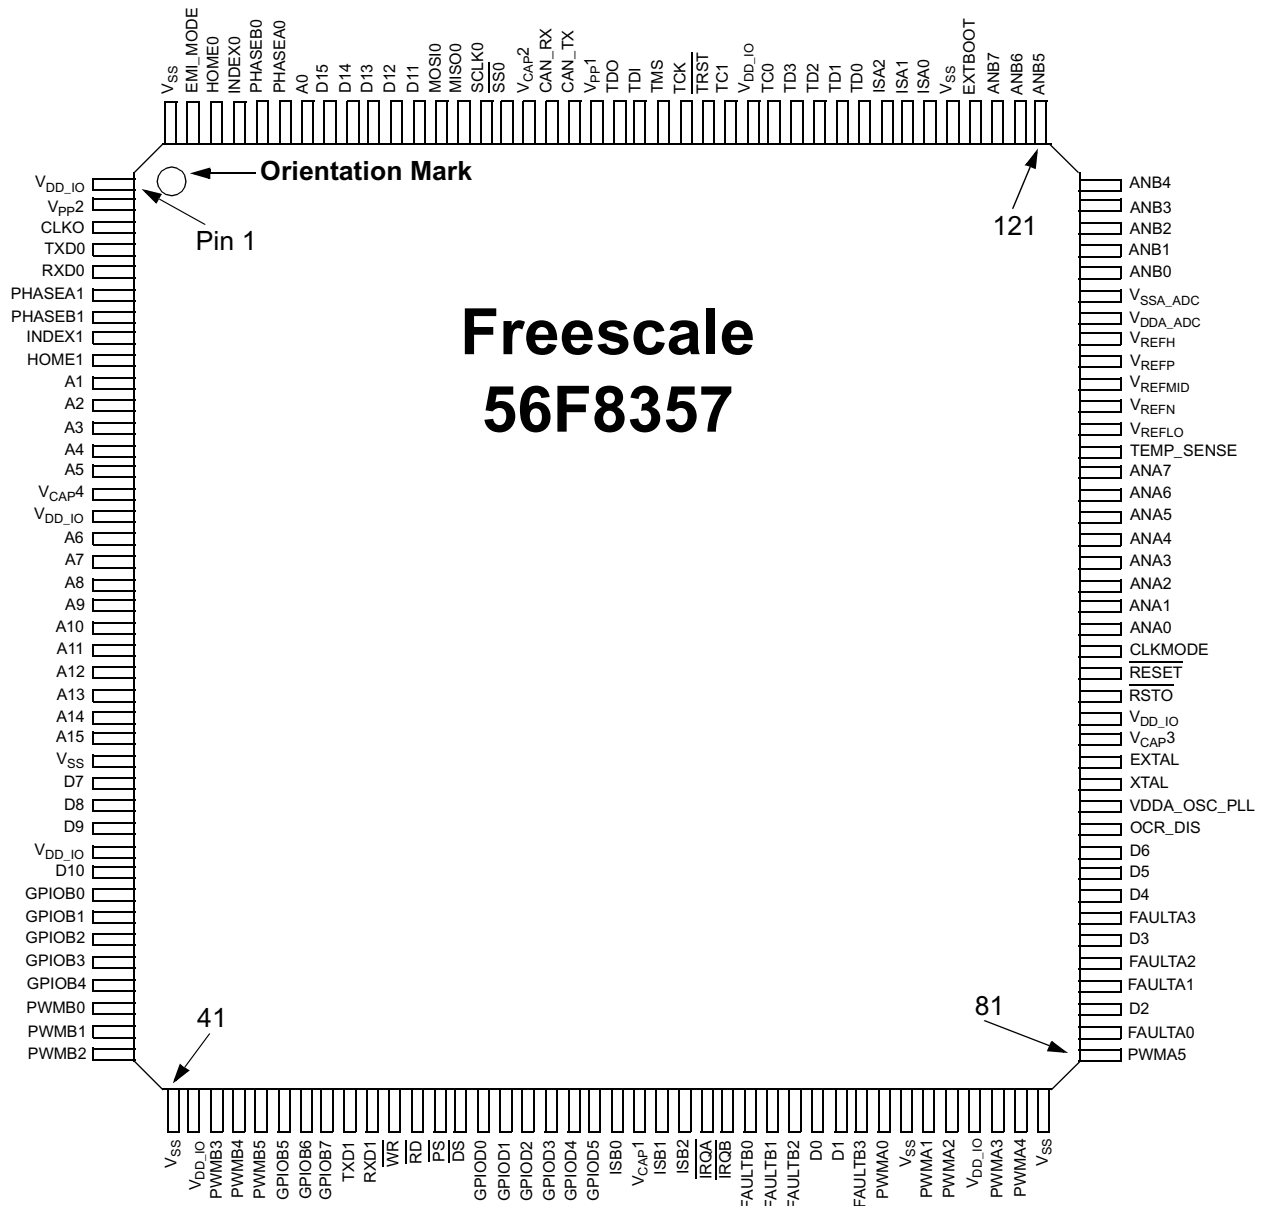 VSS
EMI_MODE
HOME0
INDEX0
PHASEB0
PHASEA0
A0
D15
D14
D13
D12
D11
MOSI0
MISO0
SCLK0
SS0
VCAP2
CAN_RX
CAN_TX
VPP1
TDO
TDI
TMS
TCK
TRST
TC1
VDD_IO
TC0
TD3
TD2
TD1
TD0
ISA2
ISA1
ISA0
VSS
EXTBOOT
ANB7
ANB6
ANB5
Orientation Mark
Pin 1
121
VDD_IO
VPP2
CLKO
TXD0
RXD0
PHASEA1
PHASEB1
INDEX1
HOME1
A1
A2
A3
A4
A5
VCAP4
VDD_IO
A6
A7
A8
A9
A10
A11
A12
A13
A14
A15
VSS
D7
D8
D9
VDD_IO
D10
GPIOB0
GPIOB1
GPIOB2
GPIOB3
GPIOB4
PWMB0
PWMB1
PWMB2
Freescale
56F8357
ANB4
ANB3
ANB2
ANB1
ANB0
VSSA_ADC
VDDA_ADC
VREFH
VREFP
VREFMID
VREFN
VREFLO
TEMP_SENSE
ANA7
ANA6
ANA5
ANA4
ANA3
ANA2
ANA1
ANA0
CLKMODE
RESET
RSTO
VDD_IO
VCAP3
EXTAL
XTAL
VDDA_OSC_PLL
OCR_DIS
D6
D5
D4
FAULTA3
D3
FAULTA2
FAULTA1
D2
FAULTA0
PWMA5
41
81
VSS
VDD_IO
PWMB3
PWMB4
PWMB5
GPIOB5
GPIOB6
GPIOB7
TXD1
RXD1
WR
RD
PS
DS
GPIOD0
GPIOD1
GPIOD2
GPIOD3
GPIOD4
GPIOD5
ISB0
VCAP1
ISB1
ISB2
IRQA
IRQB
FAULTB0
FAULTB1
FAULTB2
D0
D1
FAULTB3
PWMA0
VSS
PWMA1
PWMA2
VDD_IO
PWMA3
PWMA4
VSS